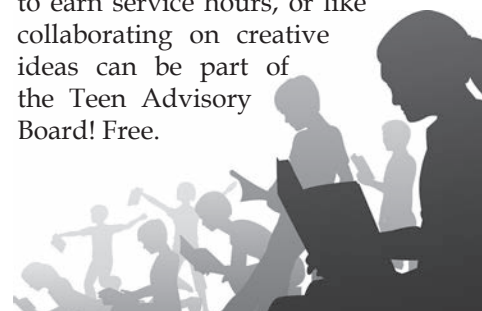 to earn service hours, or like
collaborating on creative
ideas can be part of
the Teen Advisory
Board! Free.